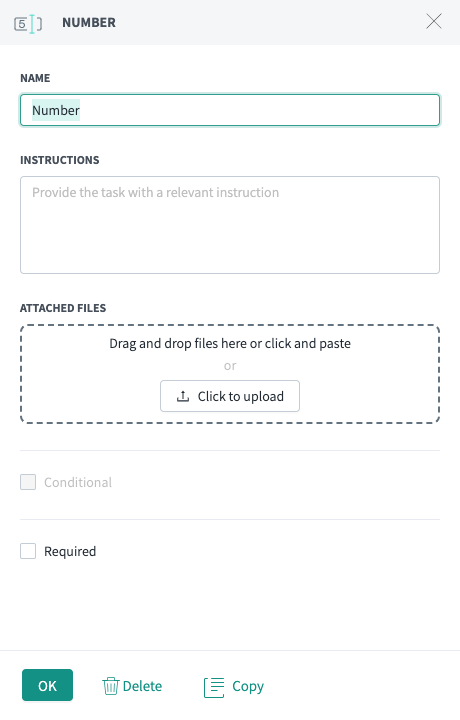 5 NUMBER
NAME
Number
INSTRUCTIONS
Provide the task with a relevant instruction
ATTACHED FILES
Drag and drop files here or click and paste
or
Click to upload
Conditional
Required
OK Delete Copy